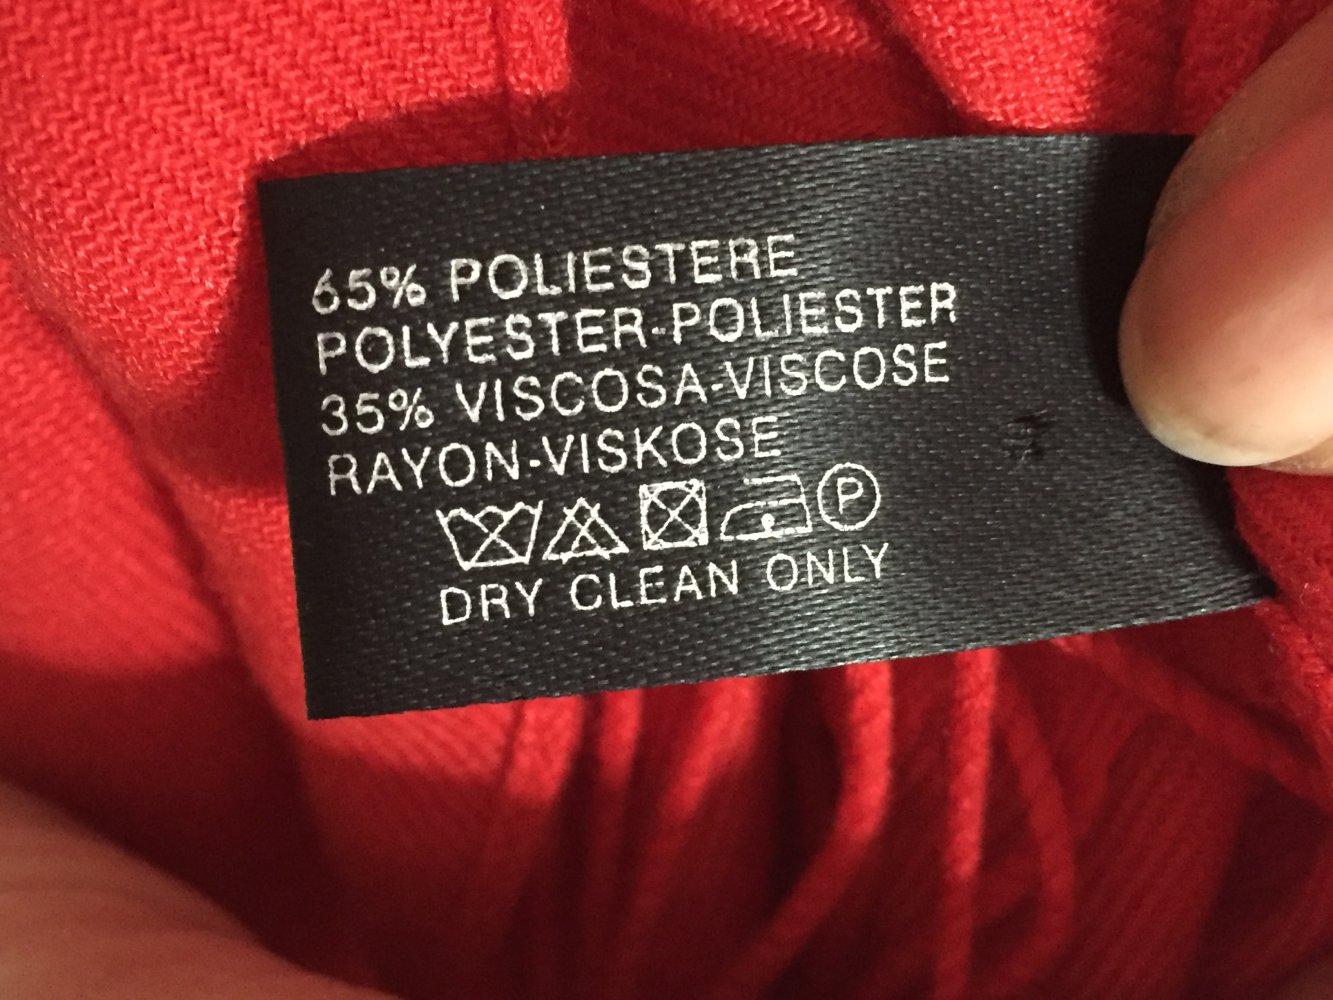 65% POLIESTERE
POLYESTER-POLIESTER
35% VISCOSA-VISCOSE
RAYON-VISKOSE
P
DRY CLEAN ONLY